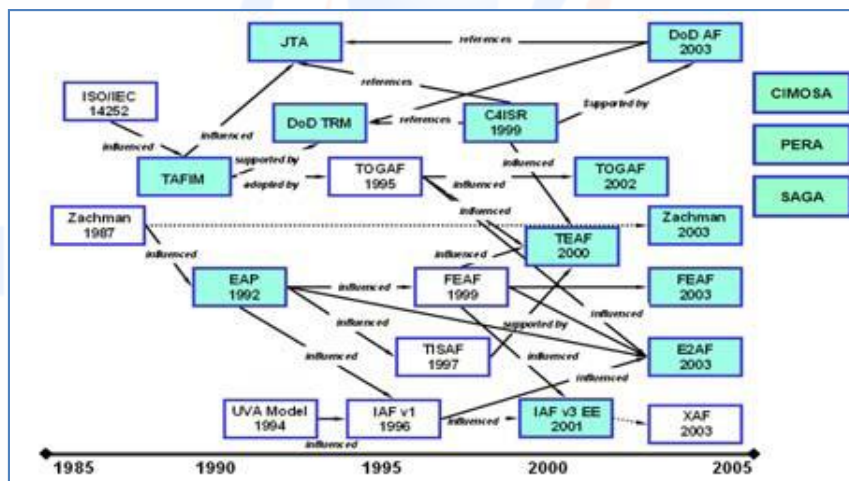 JTA
references
DoD AF
2003
ISO/IEC
14252
references
CIMOSA
influenced
DoD TRM
references
C4ISR
1999
Supported by
influenced
PERA
TAFIM
supported by
adopted by
TOGAF
1995
influenced
influenced
TOGAF
2002
SAGA
Zachman
1987
influenced
TEAF
2000
Zachman
2003
influenced
influenced
EAP
1992
influenced
FEAF
1999
FEAF
2003
influenced
influenced
supported by
TISAF
1997
influenced
influenced
E2AF
2003
influenced
UVA Model
1994
IAF v1
1996
influenced
IAF v3 EE
2001
XAF
2003
influenced
1985
1990
1995
2000
2005